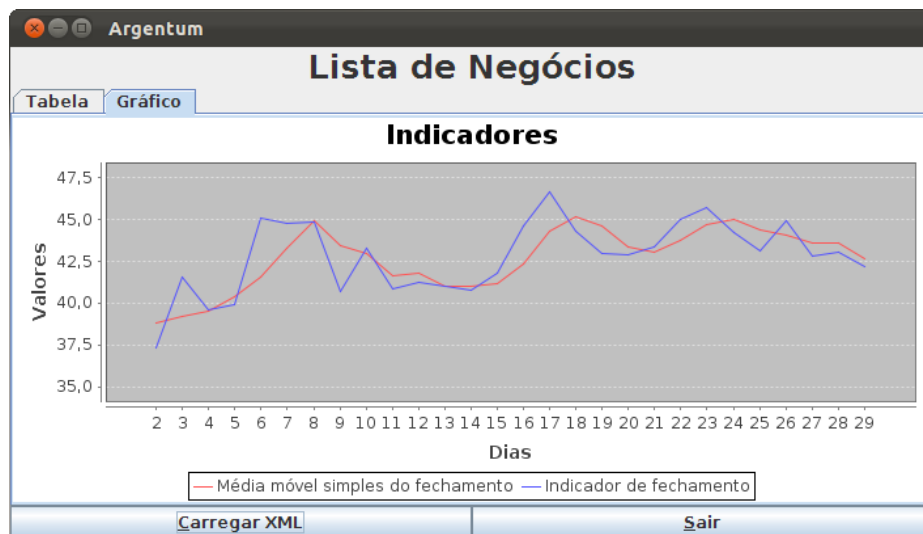 Argentum
Lista de Negócios
Tabela Gráfico
Indicadores
47,5
45,0
42,5
40,0
37,5
35,0
Valores
2 3 4 5 6 7 8 9 10 11 12 13 14 15 16 17 18 19 20 21 22 23 24 25 26 27 28 29
Dias
Média móvel simples do fechamento Indicador de fechamento
Carregar XML Sair